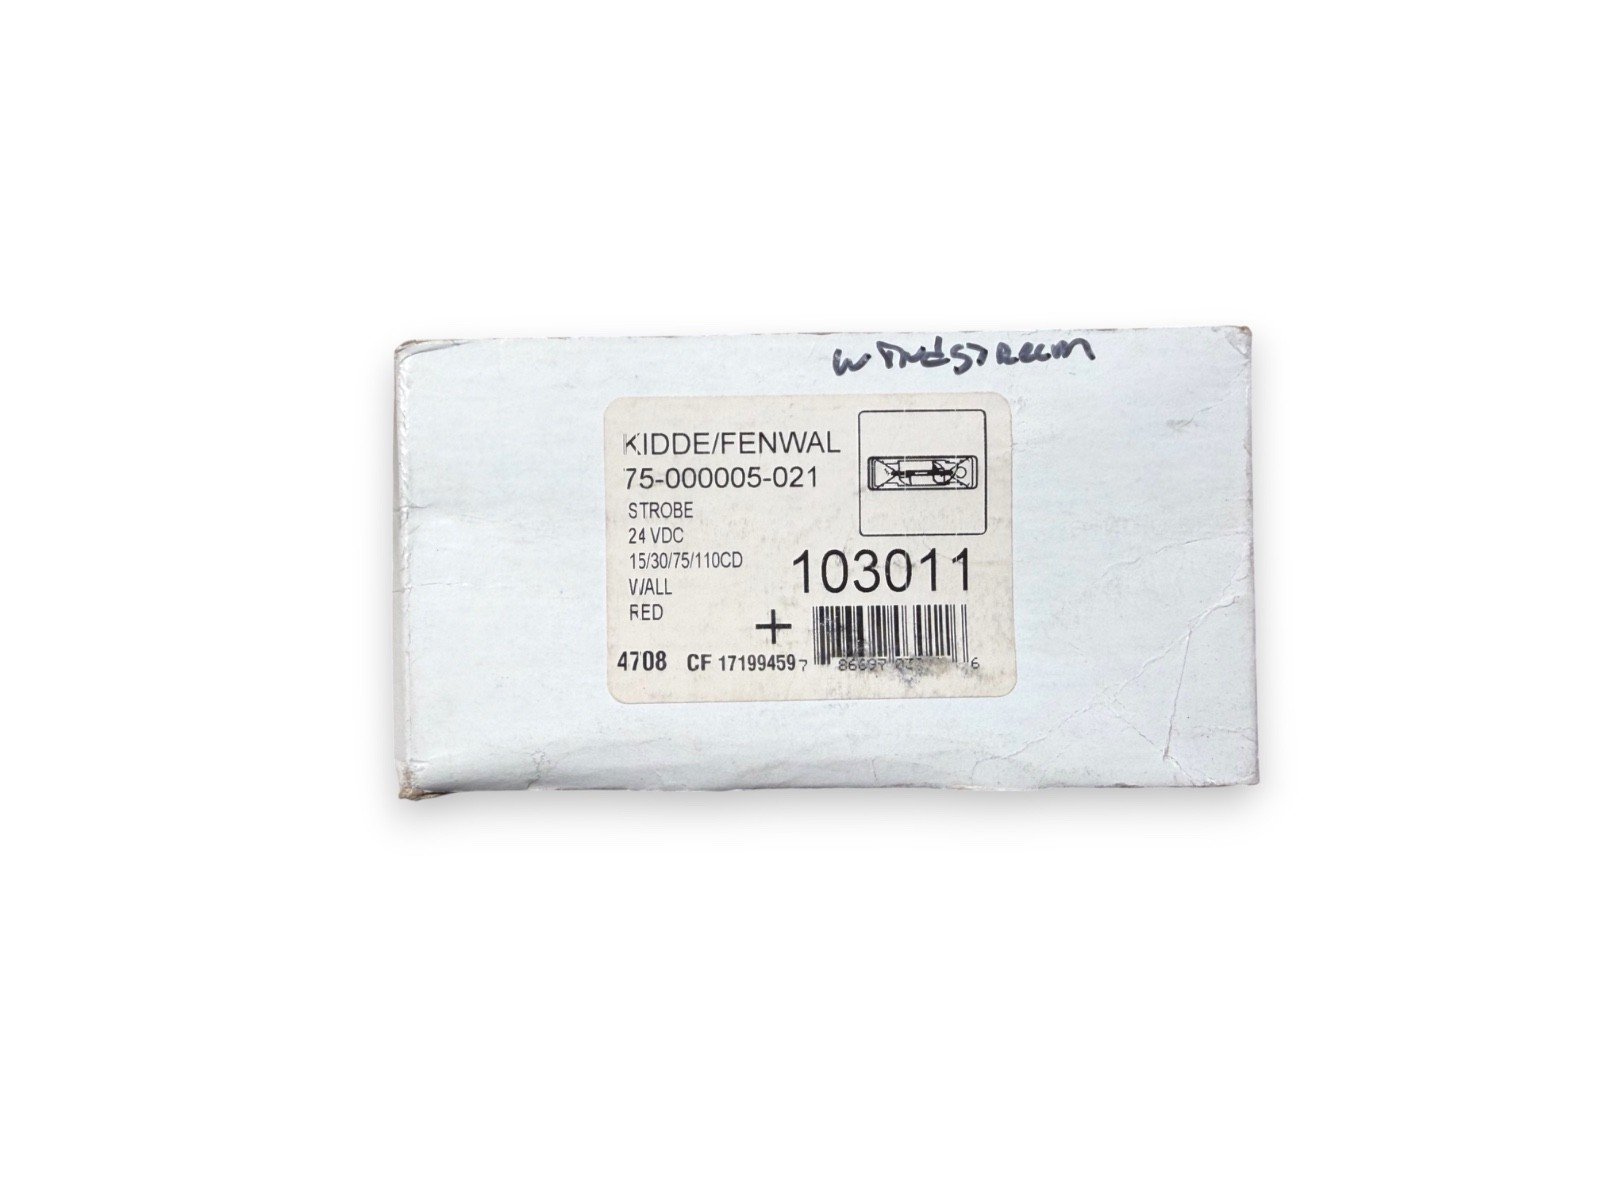 windstream
KIDDE/FENWAL
75-000005-021
STROBE
24 VDC
15/30/75/110CD
WALL
RED
103011
+
4708 CF 17199459
7